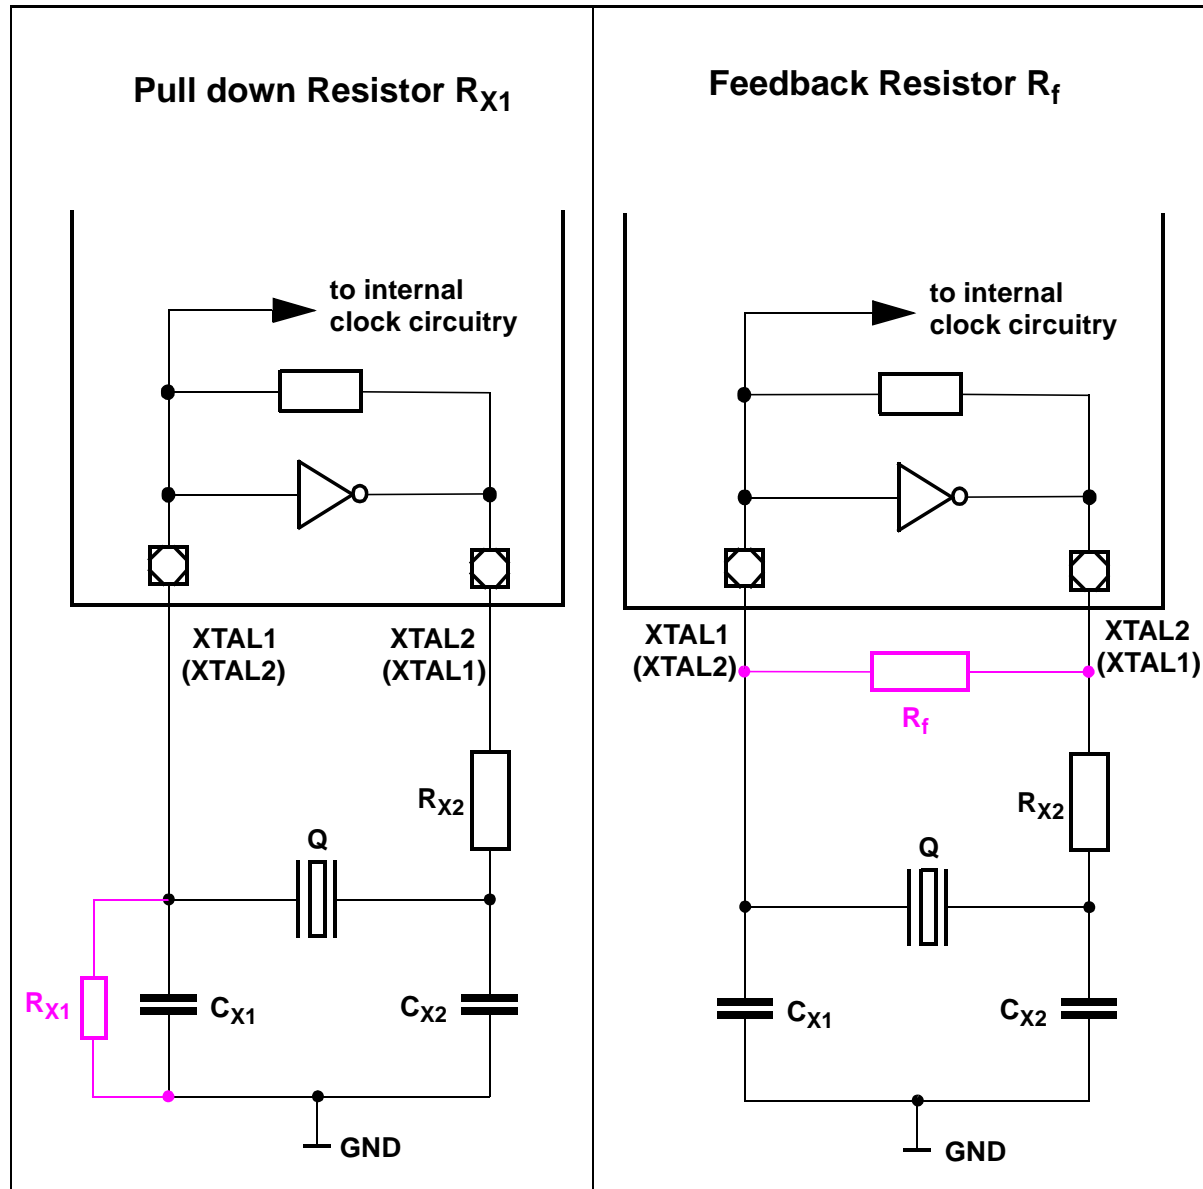 Pull down Resistor RX1
to internal
clock circuitry
XTAL1
(XTAL2)
XTAL2
(XTAL1)
RX2
Q
RX1
CX1
CX2
GND
Feedback Resistor Rf
to internal
clock circuitry
XTAL1
(XTAL2)
XTAL2
(XTAL1)
Rf
RX2
Q
CX1
CX2
GND